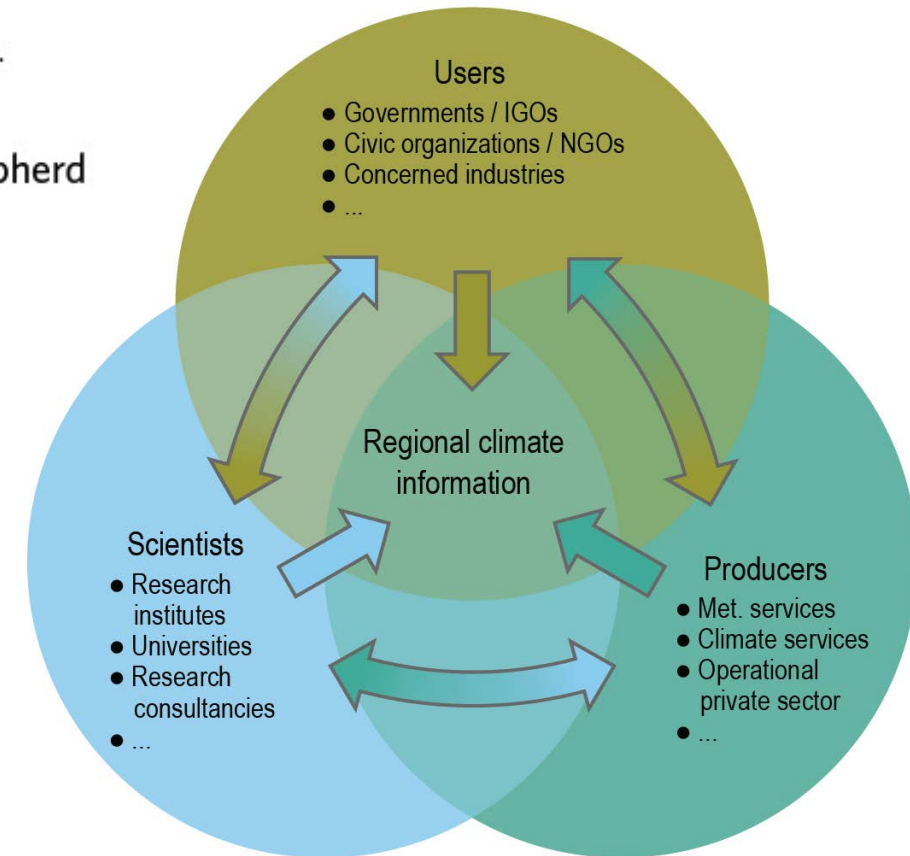 Users
● Governments / IGOs
● Civic organizations / NGOs
● Concerned industries
● ...
Regional climate
information
Scientists
● Research
institutes
● Universities
● Research
consultancies
● ...
Producers
● Met. services
● Climate services
● Operational
private sector
● ...